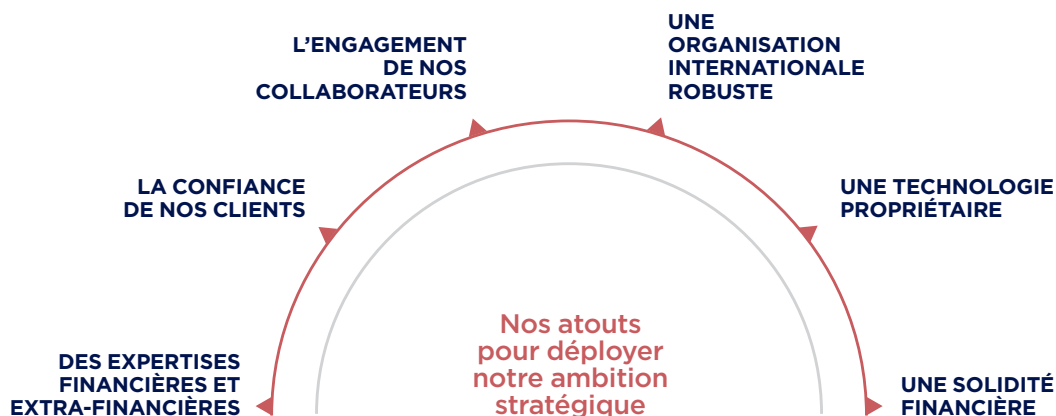 L'ENGAGEMENT
DE NOS
COLLABORATEURS
UNE
ORGANISATION
INTERNATIONALE
ROBUSTE
LA CONFIANCE
DE NOS CLIENTS
UNE TECHNOLOGIE
PROPRIÉTAIRE
DES EXPERTISES
FINANCIÈRES ET
EXTRA-FINANCIÈRES
Nos atouts
pour déployer
notre ambition
stratégique
UNE SOLIDITÉ
FINANCIÈRE